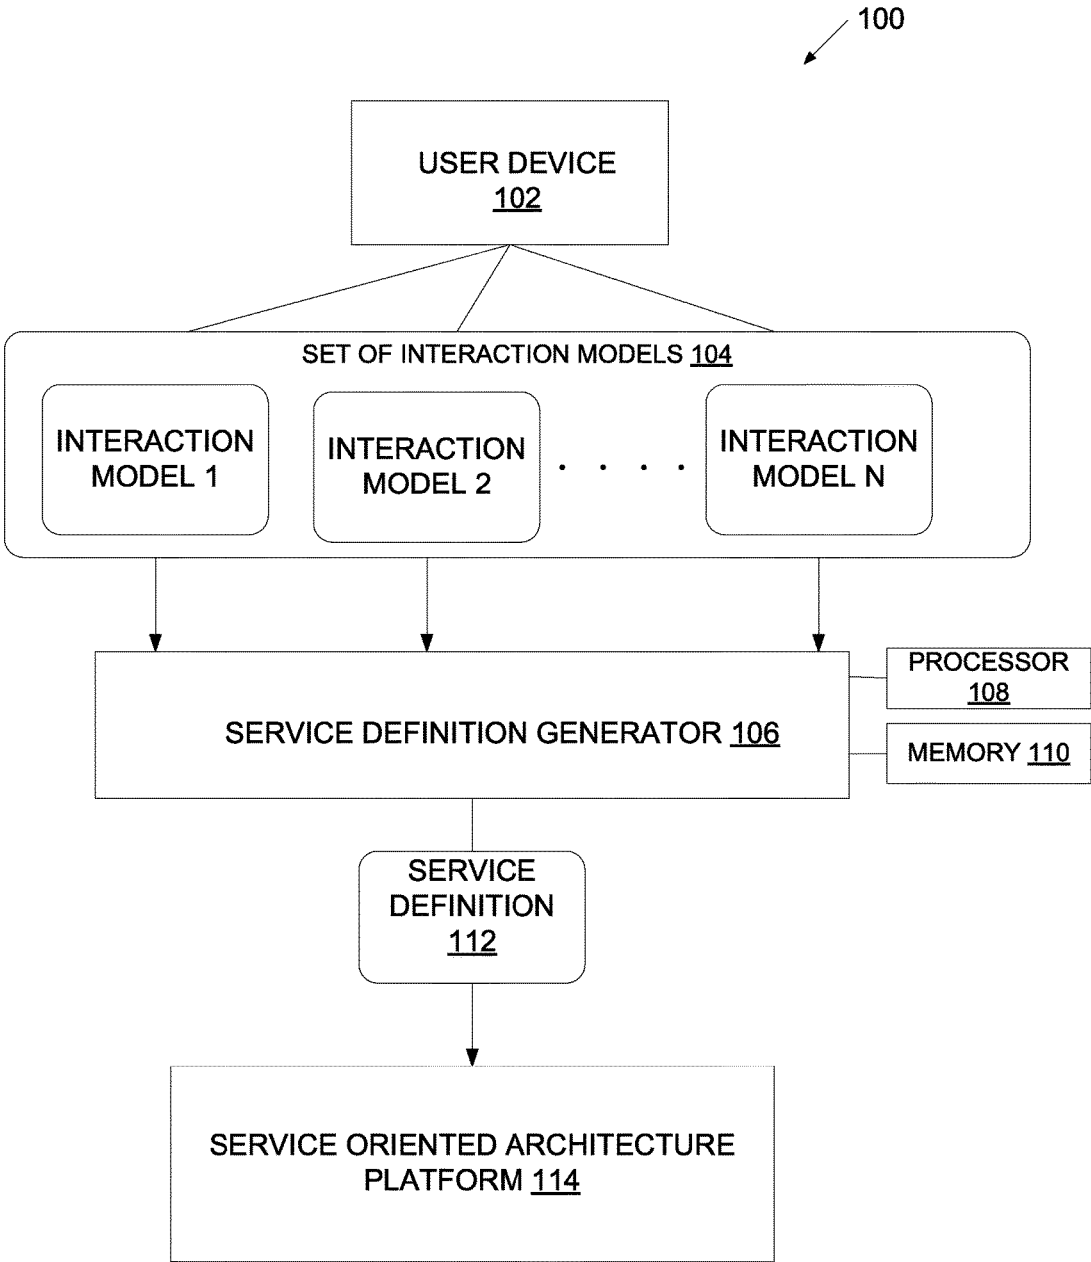 100
USER DEVICE
102
SET OF INTERACTION MODELS 104
INTERACTION
MODEL 1
INTERACTION
MODEL 2
. . . .
INTERACTION
MODEL N
SERVICE DEFINITION GENERATOR 106
PROCESSOR
108
MEMORY 110
SERVICE
DEFINITION
112
SERVICE ORIENTED ARCHITECTURE
PLATFORM 114